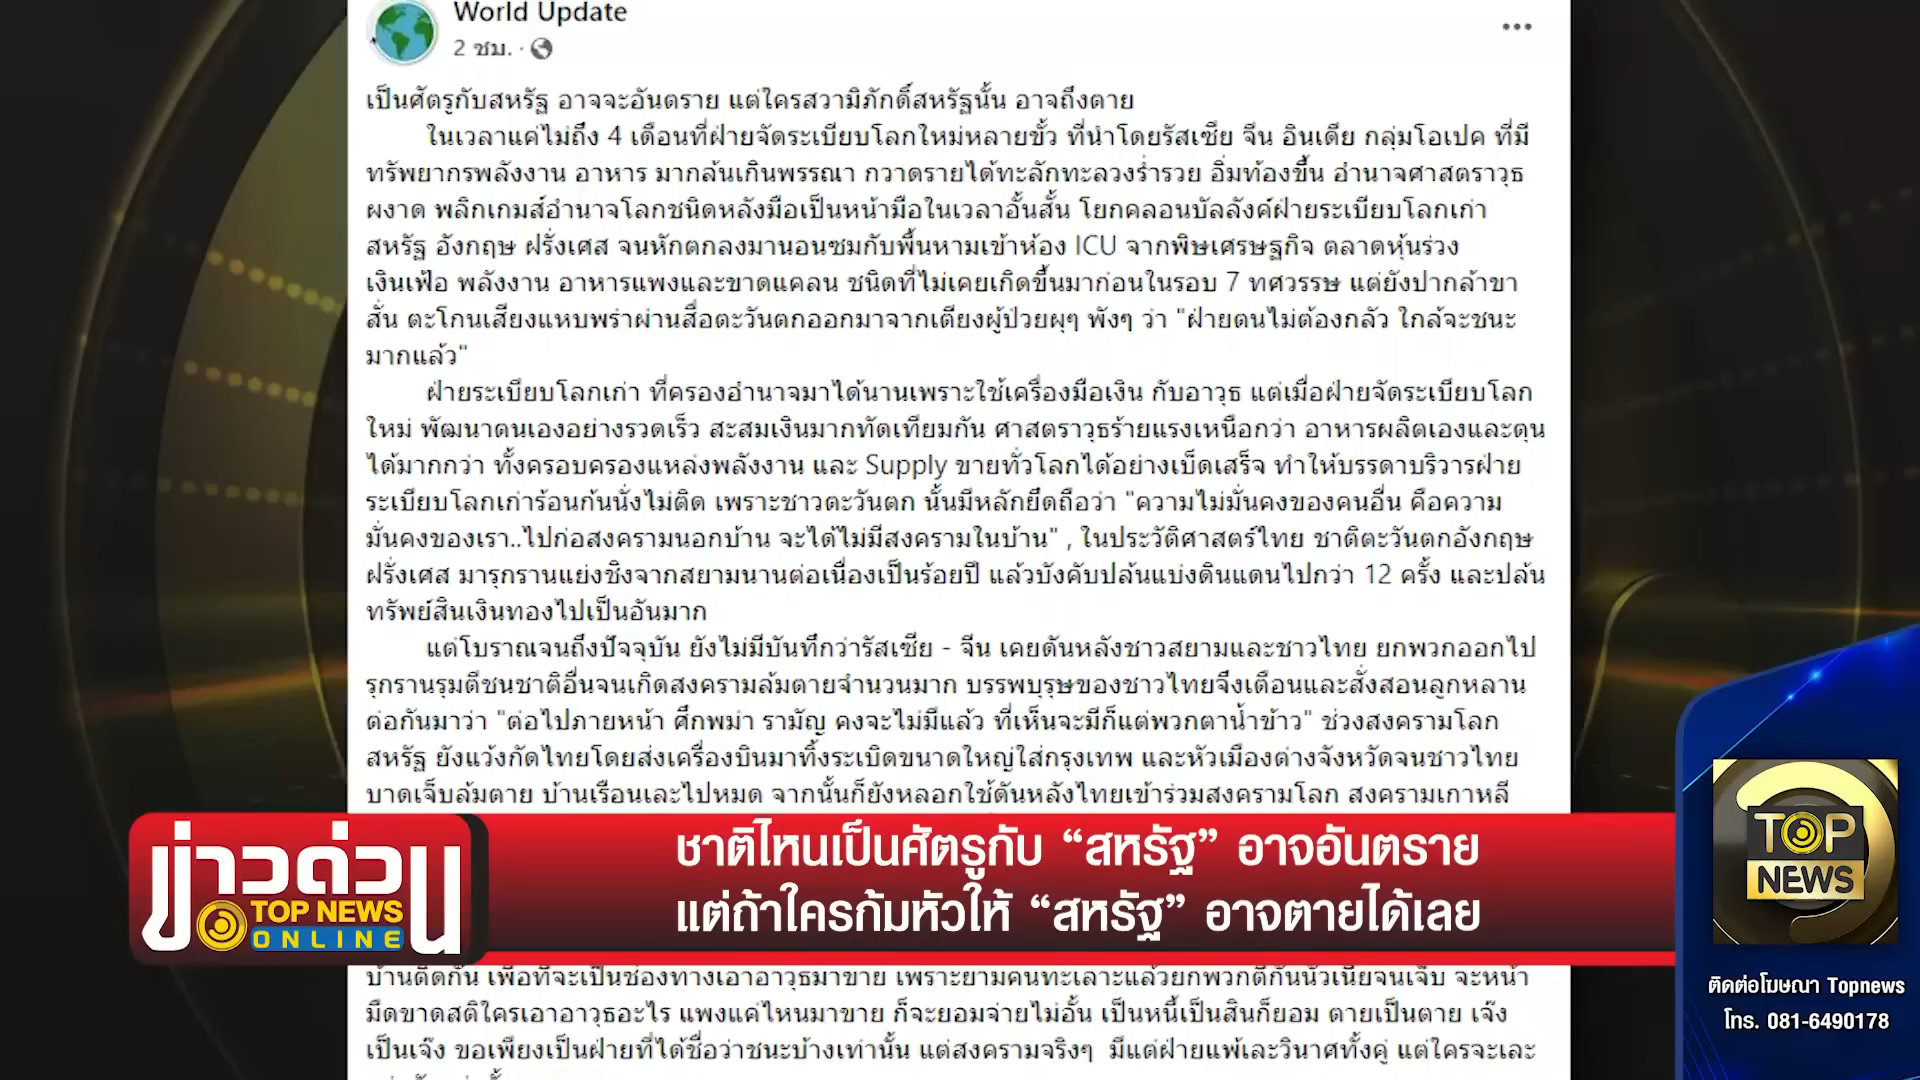 World Update
2 ชม. ·
เป็นศัตรูกับสหรัฐ อาจจะอันตราย แต่ใครสวามิภักดิ์สหรัฐนั้น อาจถึงตาย
ในเวลาแค่ไม่ถึง 4 เดือนที่ฝ่ายจัดระเบียบโลกใหม่หลายขั้ว ที่นำโดยรัสเซีย จีน อินเดีย กลุ่มโอเปค ที่มี
ทรัพยากรพลังงาน อาหาร มากล้นเกินพรรณา กวาดรายได้ทะลักทะลวงร่ำรวย อิ่มท้องขึ้น อำนาจศาสตราวุธ
ผงาด พลิกเกมส์อำนาจโลกชนิดหลังมือเป็นหน้ามือในเวลาอั้นสั้น โยกคลอนบัลลังค์ฝ่ายระเบียบโลกเก่า
สหรัฐ อังกฤษ ฝรั่งเศส จนหักตกลงมานอนซมกับพื้นหามเข้าห้อง ICU จากพิษเศรษฐกิจ ตลาดหุ้นร่วง
เงินเฟ้อ พลังงาน อาหารแพงและขาดแคลน ชนิดที่ไม่เคยเกิดขึ้นมาก่อนในรอบ 7 ทศวรรษ แต่ยังปากล้าขา
สั่น ตะโกนเสียงแหบพร่าผ่านสื่อตะวันตกออกมาจากเตียงผู้ป่วยผุๆ พังๆ ว่า "ฝ่ายตนไม่ต้องกลัว ใกล้จะชนะ
มากแล้ว"
ฝ่ายระเบียบโลกเก่า ที่ครองอำนาจมาได้นานเพราะใช้เครื่องมือเงิน กับอาวุธ แต่เมื่อฝ่ายจัดระเบียบโลก
ใหม่ พัฒนาตนเองอย่างรวดเร็ว สะสมเงินมากทัดเทียมกัน ศาสตราวุธร้ายแรงเหนือกว่า อาหารผลิตเองและตุน
ได้มากกว่า ทั้งครอบครองแหล่งพลังงาน และ Supply ขายทั่วโลกได้อย่างเบ็ดเสร็จ ทำให้บรรดาบริวารฝ่าย
ระเบียบโลกเก่าร้อนก้นนั่งไม่ติด เพราะชาวตะวันตก นั้นมีหลักยึดถือว่า "ความไม่มั่นคงของคนอื่น คือความ
มั่นคงของเรา..ไปก่อสงครามนอกบ้าน จะได้ไม่มีสงครามในบ้าน" , ในประวัติศาสตร์ไทย ชาติตะวันตกอังกฤษ
ฝรั่งเศส มารุกรานแย่งชิงจากสยามนานต่อเนื่องเป็นร้อยปี แล้วบังคับปล้นแบ่งดินแดนไปกว่า 12 ครั้ง และปล้น
ทรัพย์สินเงินทองไปเป็นอันมาก
แต่โบราณจนถึงปัจจุบัน ยังไม่มีบันทึกว่ารัสเซีย - จีน เคยดันหลังชาวสยามและชาวไทย ยกพวกออกไป
รุกรานรุมตีชนชาติอื่นจนเกิดสงครามล้มตายจำนวนมาก บรรพบุรุษของชาวไทยจึงเตือนและสั่งสอนลูกหลาน
ต่อกันมาว่า "ต่อไปภายหน้า ศึกพม่า รามัญ คงจะไม่มีแล้ว ที่เห็นจะมีก็แต่พวกตาน้ำข้าว" ช่วงสงครามโลก
สหรัฐ ยังแว้งกัดไทยโดยส่งเครื่องบินมาทิ้งระเบิดขนาดใหญ่ใส่กรุงเทพ และหัวเมืองต่างจังหวัดจนชาวไทย
บาดเจ็บล้มตาย บ้านเรือนเละไปหมด จากนั้นก็ยังหลอกใช้ดันหลังไทยเข้าร่วมสงครามโลก สงครามเกาหลี
ข่าวด่วน
TOP NEWS
ONLINE
ชาติไหนเป็นศัตรูกับ “สหรัฐ” อาจอันตราย
แต่ถ้าใครก้มหัวให้ “สหรัฐ” อาจตายได้เลย
TOP
NEWS
ติดต่อโฆษณา Topnews
โทร. 081-6490178
บ้านติดกัน เพื่อที่จะเป็นช่องทางเอาอาวุธมาขาย เพราะยามคนทะเลาะแล้วยกพวกตีกันนัวเนียจนเจ็บ จะหน้า
มืดขาดสติใครเอาอาวุธอะไร แพงแค่ไหนมาขาย ก็จะยอมจ่ายไม่อั้น เป็นหนี้เป็นสินก็ยอม ตายเป็นตาย เจ๊ง
เป็นเจ๊ง ขอเพียงเป็นฝ่ายที่ได้ชื่อว่าชนะบ้างเท่านั้น แต่สงครามจริงๆ มีแต่ฝ่ายแพ้และวินาศทั้งคู่ แต่ใครจะเละ